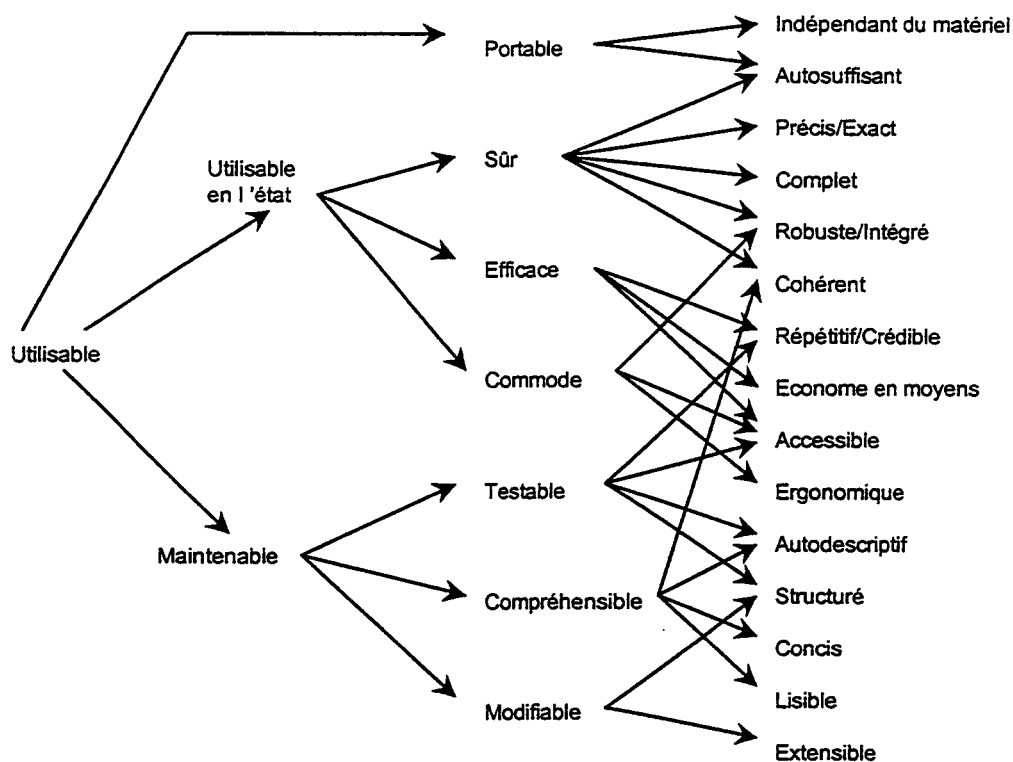 Indépendant du matériel
Portable
Autosuffisant
Précis/Exact
Sûr
Utilisable
en l 'état
Complet
Robuste/Intégré
Efficace
Cohérent
Répétitif/Crédible
Utilisable
Commode
Econome en moyens
Accessible
Testable
Ergonomique
Autodescriptif
Maintenable
Compréhensible
Structuré
Concis
Lisible
Modifiable
Extensible